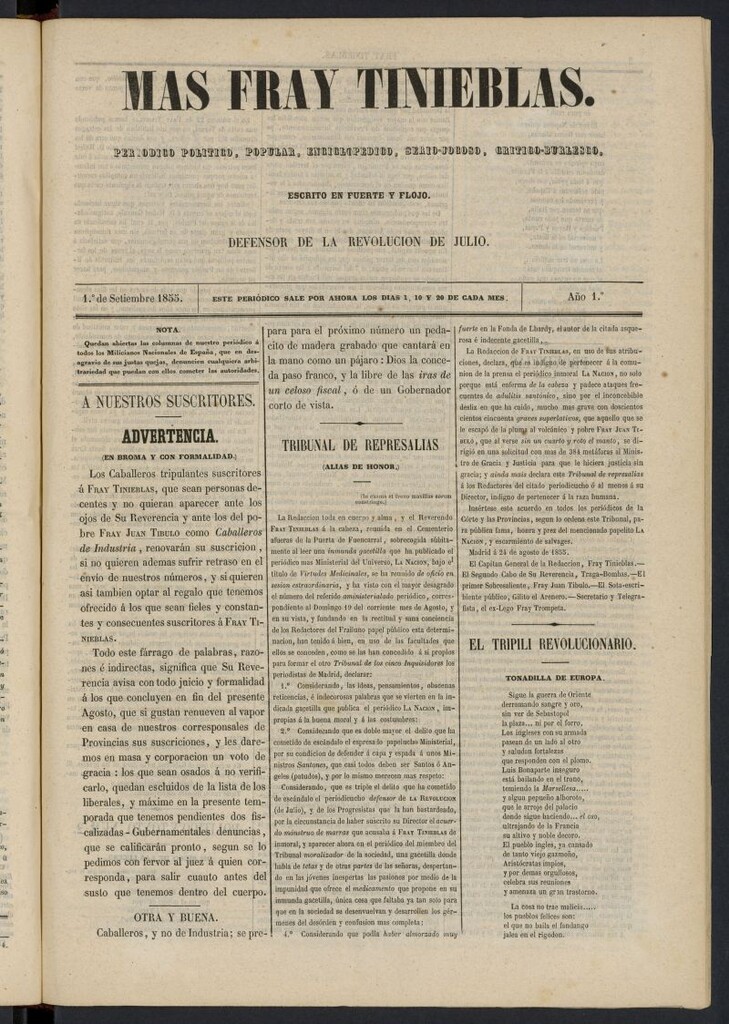 MAS FRAY TINIEBLAS.
PERIODICO POLITICO, POPULAR, ENCICLOPEDICO, SERIO-JOCOSO, CRITICO-BURLESCO,
ESCRITO EN FUERTE Y FLOJO.
DEFENSOR DE LA REVOLUCION DE JULIO.
1.° de Setiembre 1855.
ESTE PERIÓDICO SALE POR AHORA LOS DIAS 1, 10 Y 20 DE CADA MES.
Año 1.°
NOTA.
Quedan abiertas las columnas de nuestro periódico á
todos los Milicianos Nacionales de España, que en des-
agravio de sus justas quejas, denuncien cualquiera arbi-
trariedad que puedan con ellos cometer las autoridades.
A NUESTROS SUSCRITORES.
ADVERTENCIA.
(EN BROMA Y CON FORMALIDAD.)
Los Caballeros tripulantes suscritores
á FRAY TINIEBLAS, que sean personas de-
centes y no quieran aparecer ante los
ojos de Su Reverencia y ante los del po-
bre FRAY JUAN TIBULO como Caballeros
de Industria, renovarán su suscricion,
si no quieren ademas sufrir retraso en el
envío de nuestros números, y si quieren
asi tambien optar al regalo que tenemos
ofrecido á los que sean fieles y constan-
tes y consecuentes suscritores á FRAY TI-
NIEBLAS.
Todo este fárrago de palabras, razo-
nes é indirectas, significa que Su Reve-
rencia avisa con todo juicio y formalidad
á los que concluyen en fin del presente
Agosto, que si gustan renueven al vapor
en casa de nuestros corresponsales de
Provincias sus suscriciones, y les dare-
mos en masa y corporacion un voto de
gracia: los que sean osados á no verifi-
carlo, quedan escluidos de la lista de los
liberales, y máxime en la presente tem-
porada que tenemos pendientes dos fis-
calizadas-Gubernamentales denuncias,
que se calificarán pronto, segun se lo
pedimos con fervor al juez á quien cor-
responda, para salir cuanto antes del
susto que tenemos dentro del cuerpo.
OTRA Y BUENA.
Caballeros, y no de Industria; se pre-
para para el próximo número un peda-
cito de madera grabado que cantará en
la mano como un pájaro: Dios la conce-
da paso franco, y la libre de las iras de
un celoso fiscal, ó de un Gobernador
corto de vista.
TRIBUNAL DE REPRESALIAS
(ALIAS DE HONOR.)
La Redaccion toda en cuerpo y alma, y el Reverendo
FRAY TINIEBLAS á la cabeza, reunida en el Cementerio
afueras de la Puerta de Fuencarral, sobrecogida súbita-
mente al leer una inmunda gacetilla que ha publicado el
periódico mas Ministerial del Universo, LA NACION, bajo el
título de Virtudes Medicinales, se ha reunido de oficio en
sesion estraordinaria, y ha visto en el mayor desagrado
el número del referido aministerialado periódico, corres-
pondiente al Domingo 19 del corriente mes de Agosto, y
en su vista, y fundando en la rectitud y sana conciencia
de los Redactores del Frailuno papel público esta determina-
cion, han tenido á bien, en uso de las facultades que
ellos se conceden, como se las han concedido á sí propios
para formar el otro Tribunal de los cinco Inquisidores los
periodistas de Madrid, declarar:
1.° Considerando, las ideas, pensamientos, obscenas
reticencias, é indecorosas palabras que se vierten en la in-
dicada gacetilla que publica el periódico LA NACION, im-
propias á la buena moral y á las costumbres:
2.° Considerando que es doble mayor el delito que ha
cometido de escándalo el espresado papeluscho Ministerial,
por su condicion de defender á capa y espada á unos Mi-
nistros Santones, que casi todos deben ser Santos ó An-
geles (patudos), y por lo mismo merecen mas respeto:
Considerando, que es triple el delito que ha cometido
de escándalo el periodicucho defensor de LA REVOLUCION
(de Julio), y de los Progresistas que la han bastardeado,
por la circunstancia de haber suscrito su Director el acuer-
do mónstruo de marras que acusaba á FRAY TINIEBLAS de
inmoral, y aparecer ahora en el periódico del miembro del
Tribunal moralizador de la sociedad, una gacetilla donde
habla de tetas y de otras partes de las señoras, despertan-
do en las jóvenes inespertas las pasiones por medio de la
impunidad que ofrece el medicamento que propone en su
inmunda gacetilla, única cosa que faltaba ya tan solo para
que en la sociedad se desenvuelvan y desarrollen los gér-
menes del desórden y confusion mas completa:
4.° Considerando que podia haber almorzado muy
fuerte en la Fonda de Lhardy, el autor de la citada asquero-
sa é indecente gacetilla,
La Redaccion de FRAY TINIEBLAS, en uso de sus atribu-
ciones, declara, que es indigno de pertenecer á la comu-
nion de la prensa el periódico inmoral LA NACION, no solo
porque está enferma de la cabeza y padece ataques fre-
cuentes de adúlitis santónico, sino por el inconcebible
desliz en que ha caido, mucho mas grave con doscientos
cincuenta grados superlativos, que aquello que se
le escapó de la pluma al volcánico y pobre FRAY JUAN TI-
BULO, que al verse sin un cuarto y roto el manto, se di-
rigió en una solicitud con mas de 384 metáforas al Minis-
tro de Gracia y Justicia para que le hiciera justicia sin
gracia; y ainda mais declara este Tribunal de represalias
á los Redactores del citado periodicucho ó al menos á su
Director, indigno de pertenecer á la raza humana.
Insértese este acuerdo en todos los periódicos de la
Córte y las Provincias, segun lo ordena este Tribunal, pa-
ra pública fama, honra y prez del mencionado papelito LA
NACION, y escarmiento de salvages.
Madrid á 24 de agosto de 1855.
El Capitan General de la Redaccion, Fray Tinieblas.—
El Segundo Cabo de Su Reverencia, Traga-Bombas.—El
primer Sobresaliente, Fray Juan Tibulo.—El Sota-escri-
biente público, Gilito el Arenero.—Secretario y Telegra-
fista, el ex-Lego Fray Trompeta.
EL TRIPILI REVOLUCIONARIO.
TONADILLA DE EUROPA.
Sigue la guerra de Oriente
derramando sangre y oro,
sin ver de Sebastopol
la plaza... ni por el forro.
Los ingleses con su armada
pasean de un lado al otro
y saludan fortalezas
que responden con el plomo.
Luis Bonaparte inseguro
está bailando en el trono,
temiendo la Marsellesa.....
y algun pequeño alboroto,
que le arroje del palacio
donde sigue haciendo... el oso,
ultrajando de la Francia
su altivo y noble decoro.
El pueblo inglés, ya cansado
de tanto viejo gazmoño,
Aristócratas impíos,
y por demas orgullosos,
celebra sus reuniones
y amenaza un gran trastorno.
La cosa no trae malicia.....
los pueblos felices son:
el que no baila el fandango
jalea en el rigodon.